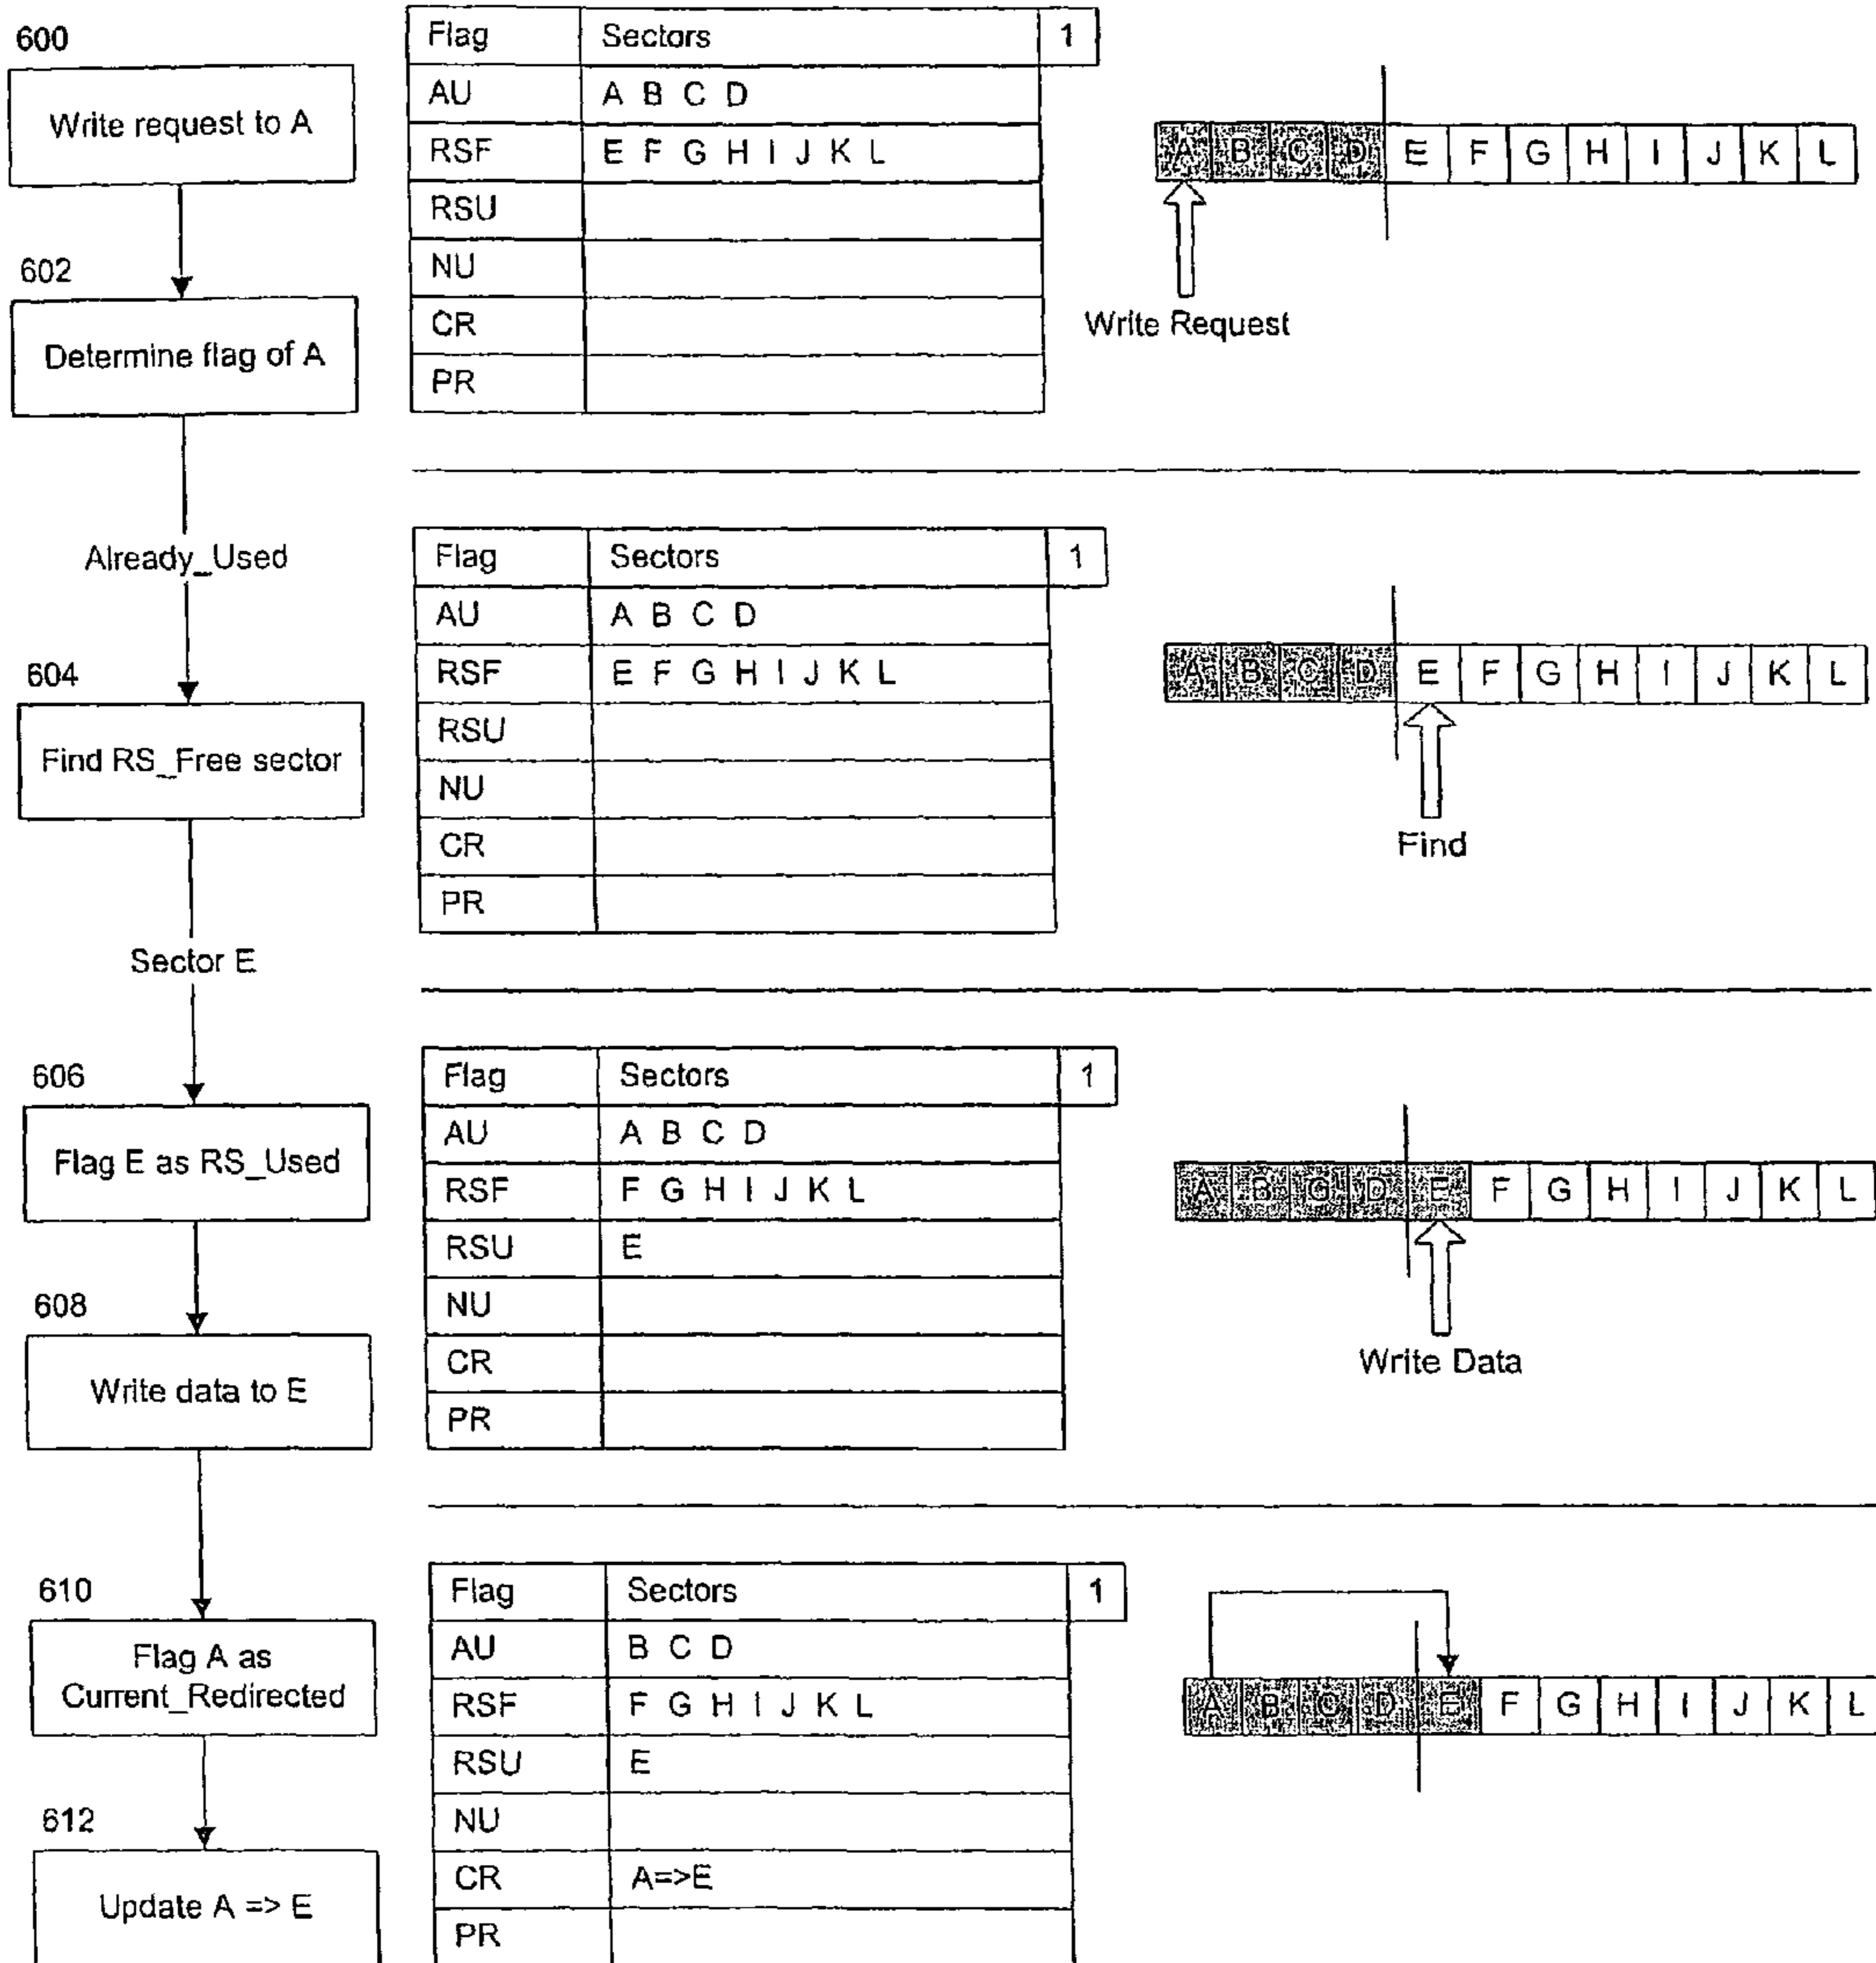 600
Write request to A
602
Determine flag of A
Already_Used
604
Find RS_Free sector
Sector E
606
Flag E as RS_Used
608
Write data to E
610
Flag A as
Current_Redirected
612
Update A => E
Flag Sectors 1
AU A B C D
RSF E F G H I J K L
RSU
NU
CR
PR
A B C D E F G H I J K L
Write Request
Flag Sectors 1
AU A B C D
RSF E F G H I J K L
RSU
NU
CR
PR
A B C D E F G H I J K L
Find
Flag Sectors 1
AU A B C D
RSF F G H I J K L
RSU E
NU
CR
PR
A B C D E F G H I J K L
Write Data
Flag Sectors 1
AU B C D
RSF F G H I J K L
RSU E
NU
CR A=>E
PR
A B C D E F G H I J K L